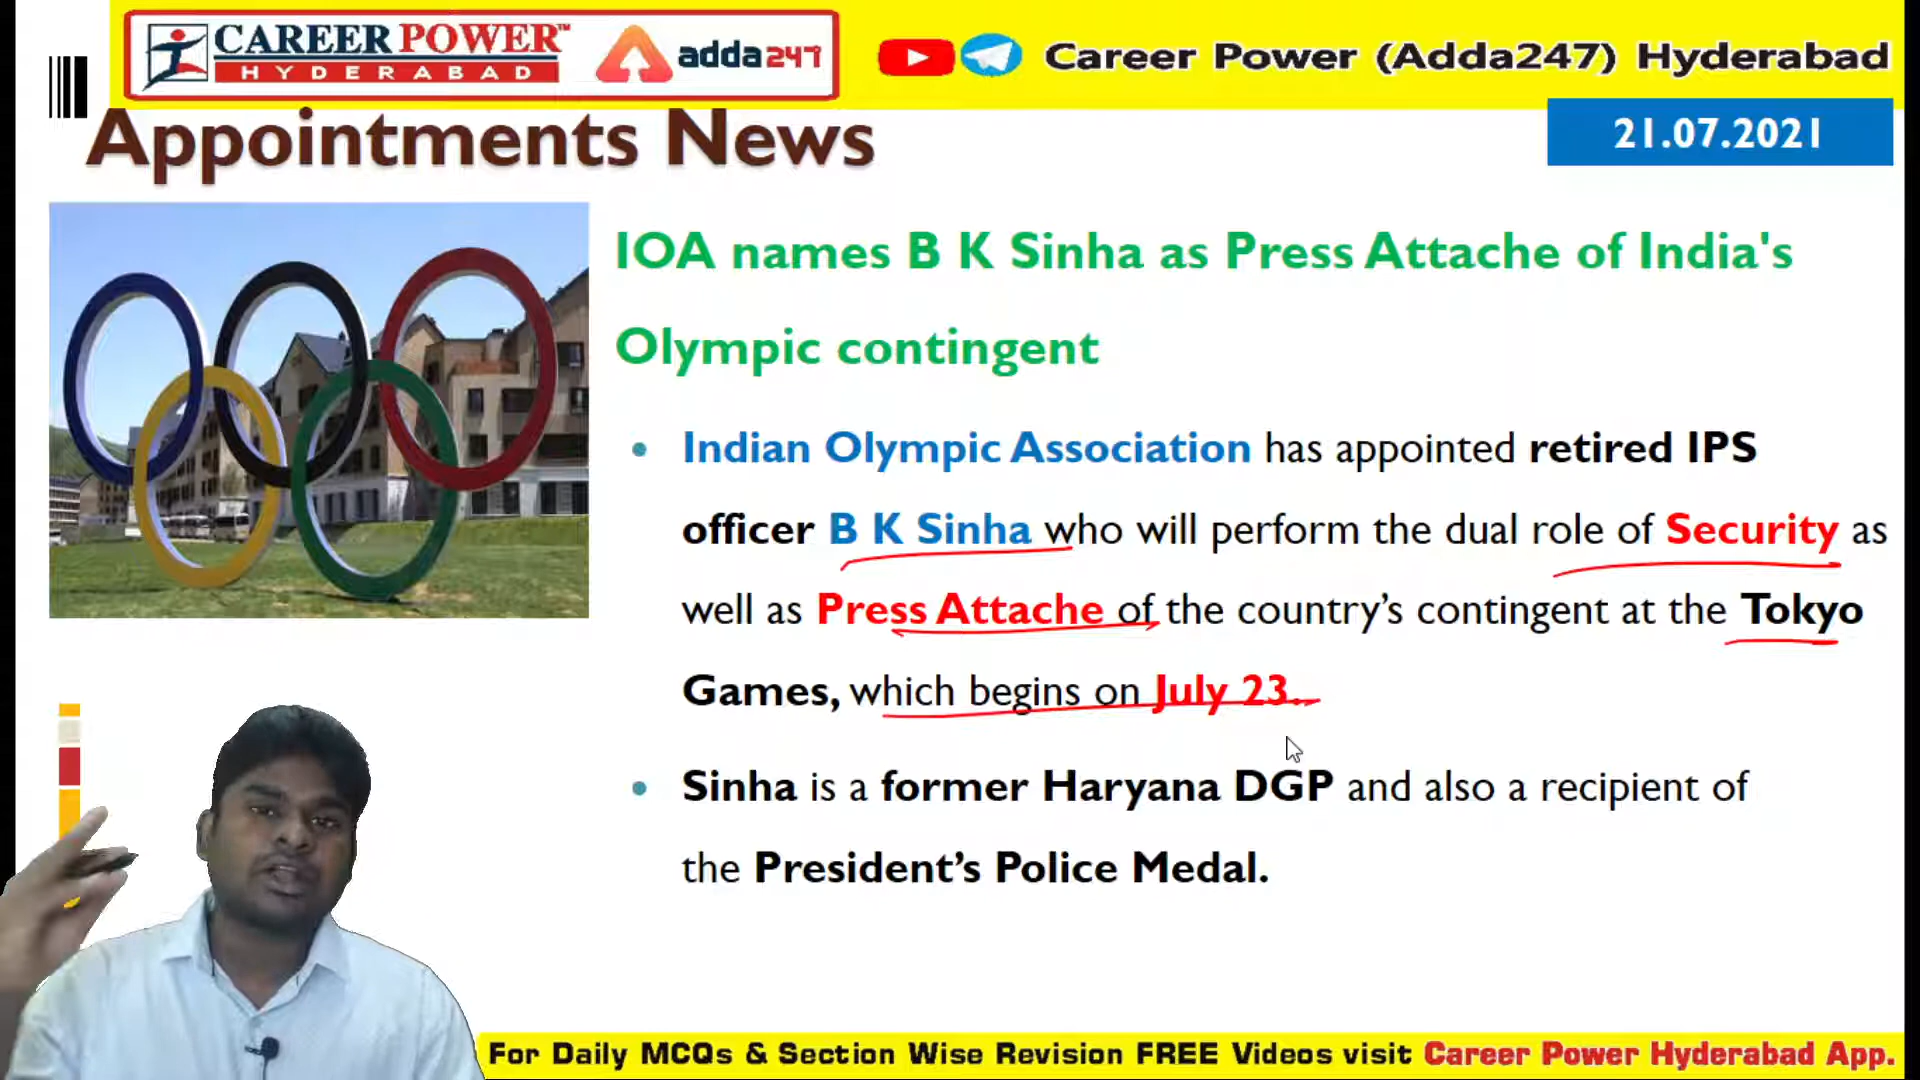 CAREER POWER™
HYDERABAD
adda247
Career Power (Adda247) Hyderabad
Appointments News
21.07.2021
IOA names B K Sinha as Press Attache of India's
Olympic contingent
• Indian Olympic Association has appointed retired IPS
officer B K Sinha who will perform the dual role of Security as
well as Press Attache of the country’s contingent at the Tokyo
Games, which begins on July 23..
• Sinha is a former Haryana DGP and also a recipient of
the President’s Police Medal.
For Daily MCQs & Section Wise Revision FREE Videos visit Career Power Hyderabad App.